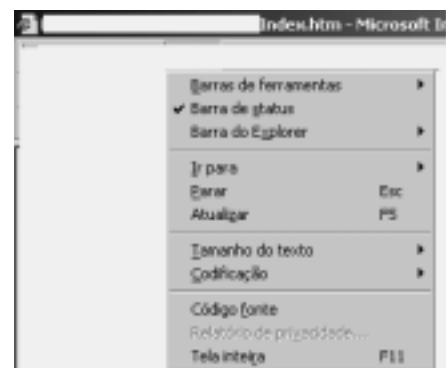 Index.htm - Microsoft In
Barras de ferramentas
Barra de status
Barra do Explorer
Ir para
Parar Esc
Atualizar F5
Tamanho do texto
Codificação
Código fonte
Relatório de privacidade...
Tela inteira F11